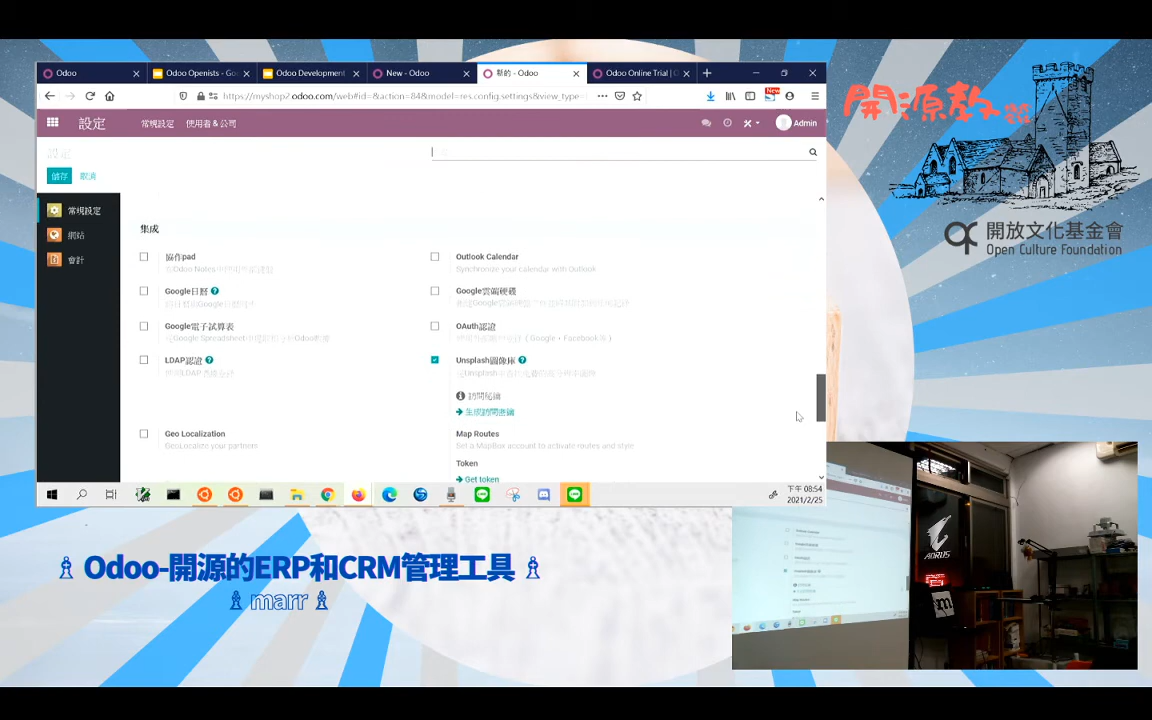 Odoo
Odoo Openists - Go
Odoo Development
New - Odoo
新的 - Odoo
Odoo Online Trial | O
https://myshop2.odoo.com/web#id=&action=84&model=res.config.settings&view_type=
New
設定
常規設定
使用者 & 公司
Admin
設定
儲存
取消
常規設定
網站
會計
集成
協作pad
Outlook Calendar
Synchronize your calendar with Outlook
Google日曆
Google雲端硬碟
Google電子試算表
OAuth認證
LDAP認證
Unsplash圖像庫
訪問秘鑰
生成訪問密鑰
Geo Localization
GeoLocalize your partners
Map Routes
Set a MapBox account to activate routes and style
Token
Get token
下午 08:54
2021/2/25
開源教
開放文化基金會
Open Culture Foundation
Odoo-開源的ERP和CRM管理工具
marr
AORUS